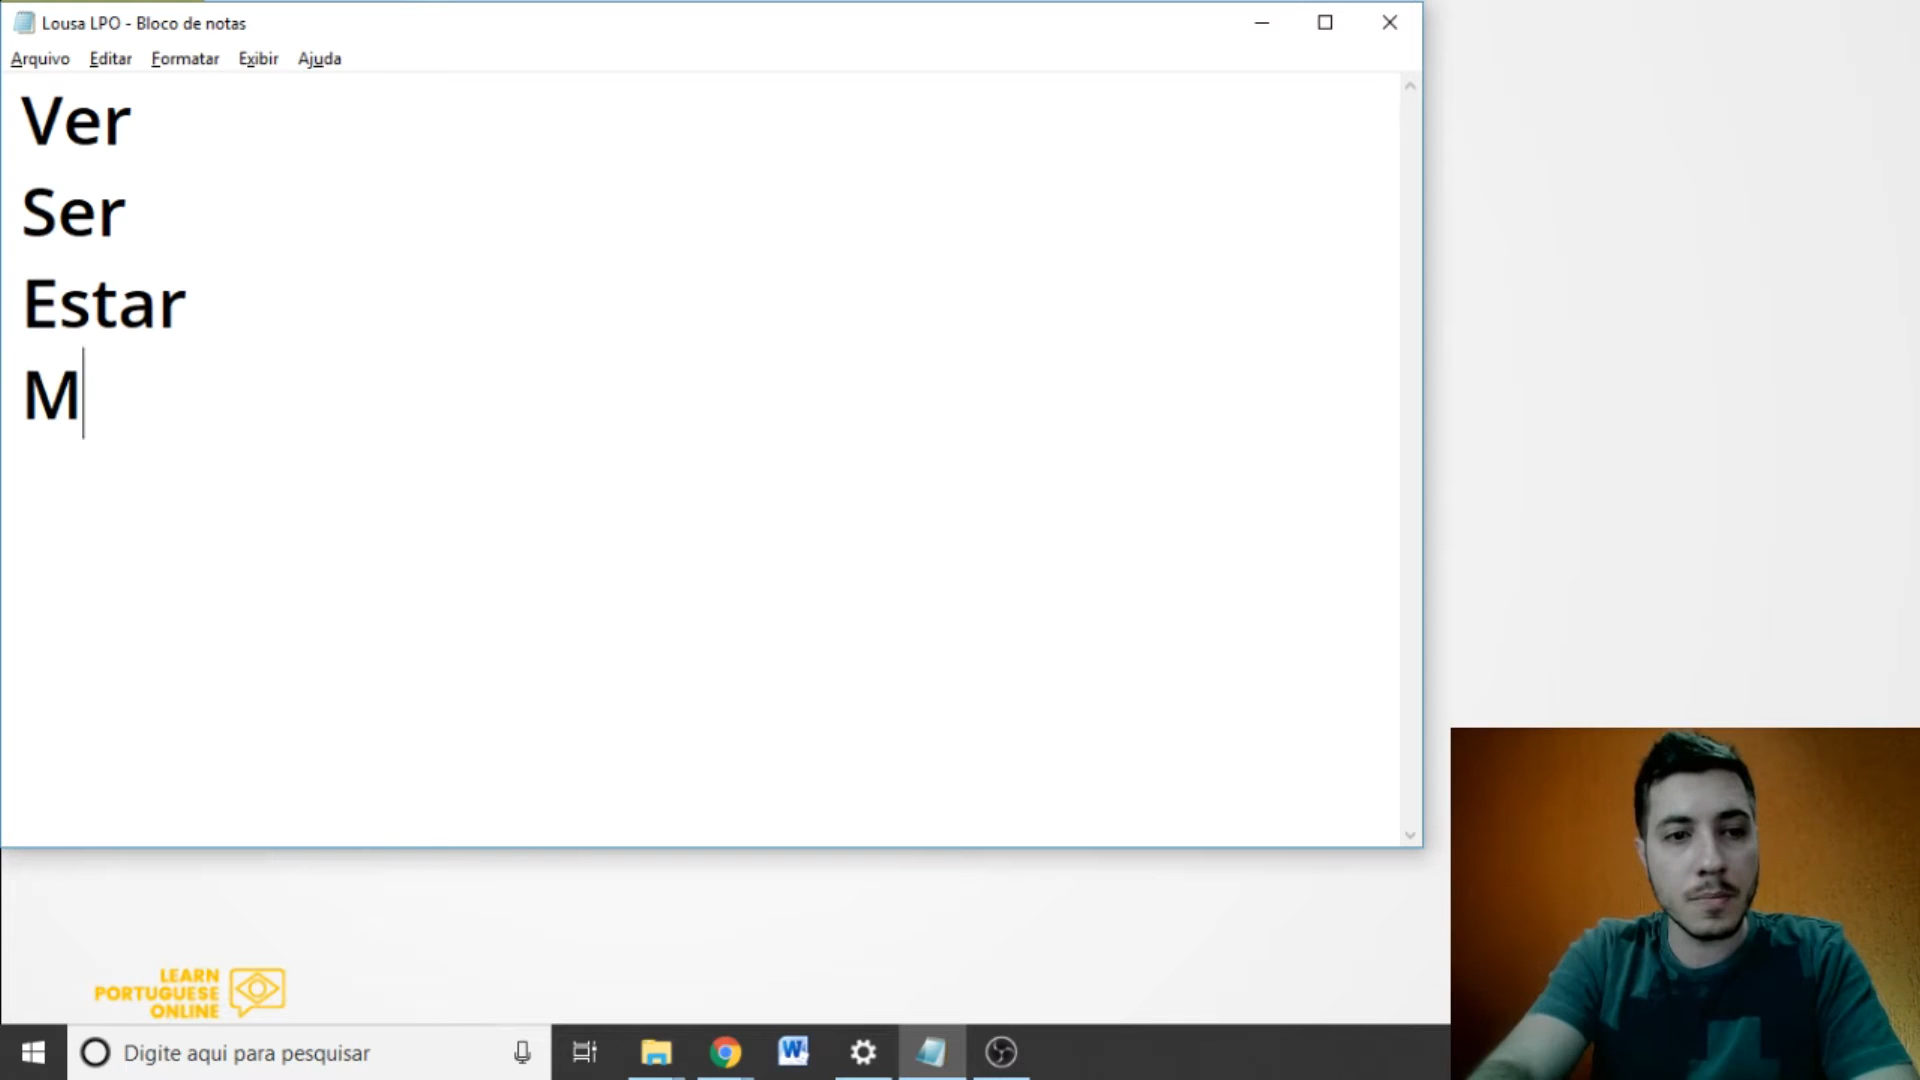 Lousa LPO - Bloco de notas
Arquivo Editar Formatar Exibir Ajuda
Ver
Ser
Estar
M
LEARN
PORTUGUESE
ONLINE
Digite aqui para pesquisar
W